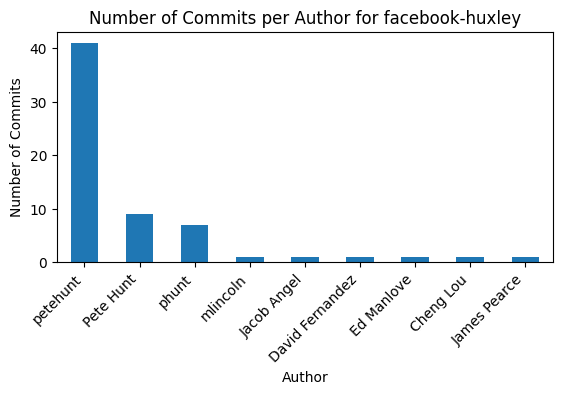 Number of Commits per Author for facebook-huxley
Number of Commits
40
30
20
10
0
petehunt
Pete Hunt
phunt
mlincoln
Jacob Angel
David Fernandez
Ed Manlove
Cheng Lou
James Pearce
Author